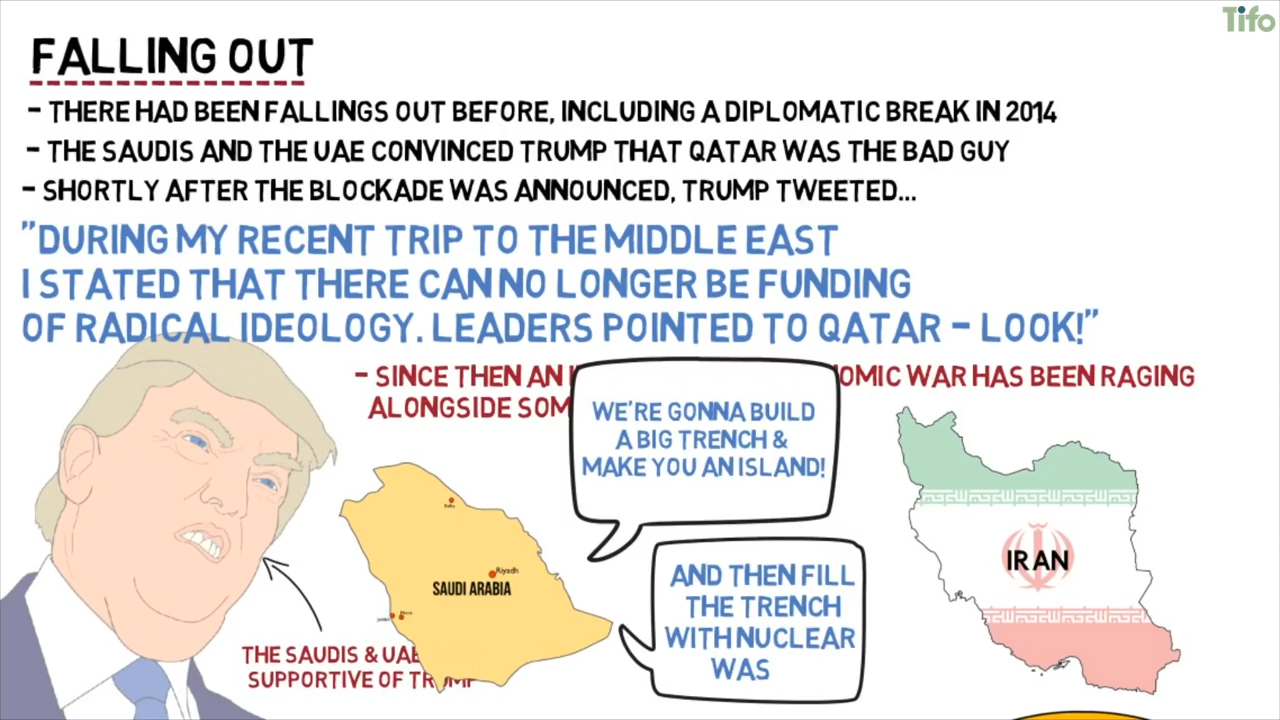 Tifo
FALLING OUT
- THERE HAD BEEN FALLINGS OUT BEFORE, INCLUDING A DIPLOMATIC BREAK IN 2014
- THE SAUDIS AND THE UAE CONVINCED TRUMP THAT QATAR WAS THE BAD GUY
- SHORTLY AFTER THE BLOCKADE WAS ANNOUNCED, TRUMP TWEETED...
"DURING MY RECENT TRIP TO THE MIDDLE EAST
I STATED THAT THERE CAN NO LONGER BE FUNDING
OF RADICAL IDEOLOGY. LEADERS POINTED TO QATAR - LOOK!"
- SINCE THEN AN OMIC WAR HAS BEEN RAGING
ALONGSIDE SOM
WE'RE GONNA BUILD
A BIG TRENCH &
MAKE YOU AN ISLAND!
Riyadh
SAUDI ARABIA
AND THEN FILL
THE TRENCH
WITH NUCLEAR
WAS
IRAN
THE SAUDIS & UAE
SUPPORTIVE OF TRUMP